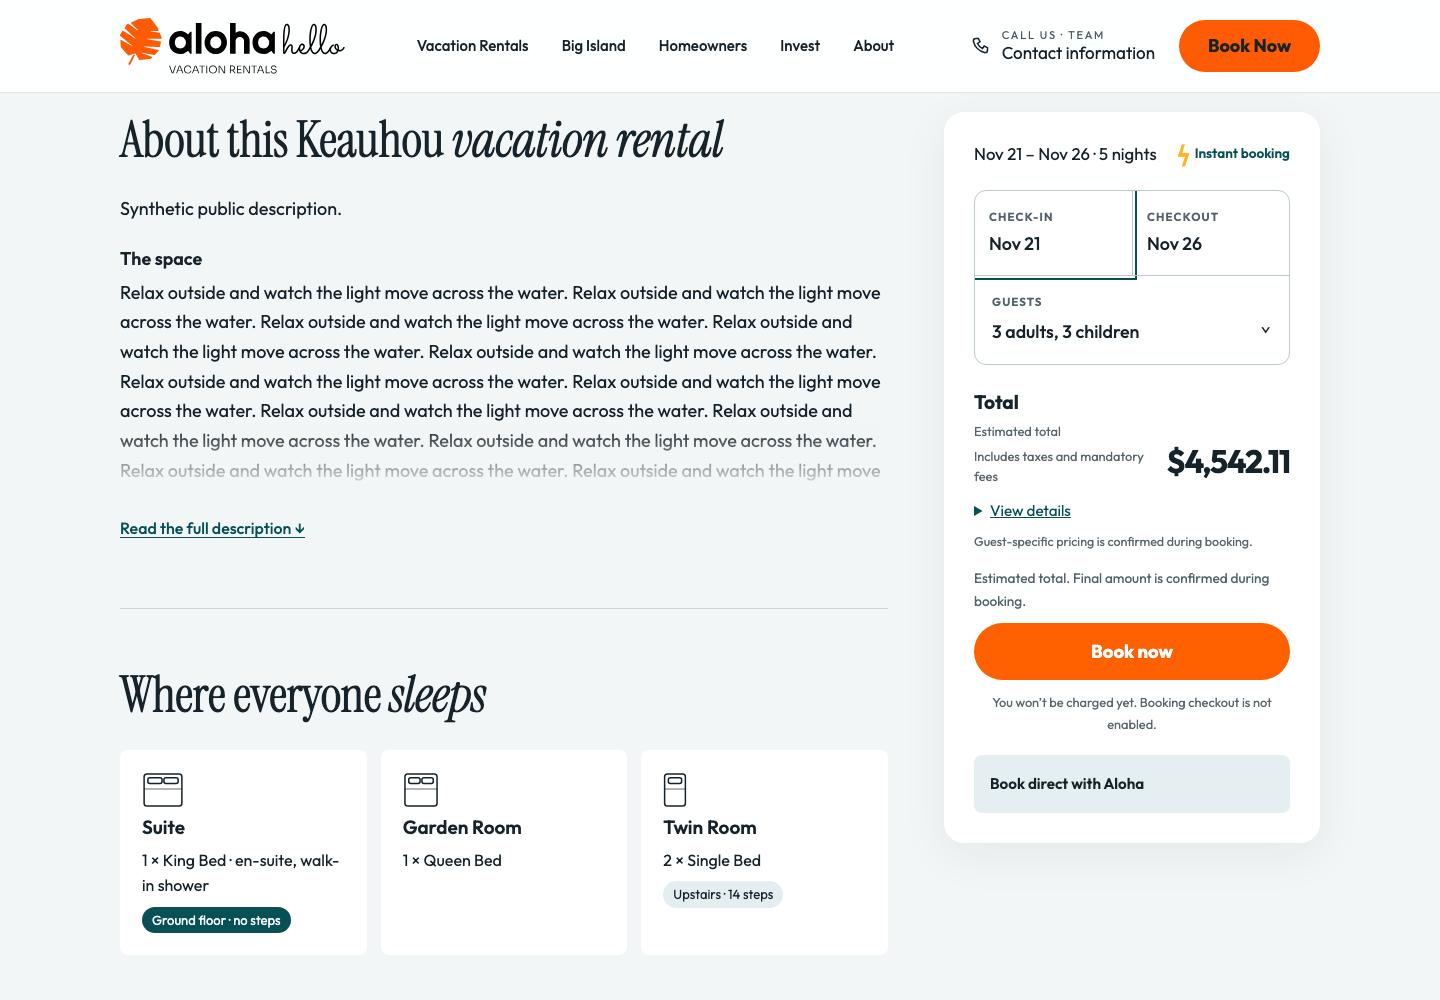 aloha hello
VACATION RENTALS
Vacation Rentals
Big Island
Homeowners
Invest
About
CALL US · TEAM
Contact information
Book Now
About this Keauhou vacation rental
Synthetic public description.
The space
Relax outside and watch the light move across the water. Relax outside and watch the light move
across the water. Relax outside and watch the light move across the water. Relax outside and
watch the light move across the water. Relax outside and watch the light move across the water.
Relax outside and watch the light move across the water. Relax outside and watch the light move
across the water. Relax outside and watch the light move across the water. Relax outside and
watch the light move across the water. Relax outside and watch the light move across the water.
Relax outside and watch the light move across the water. Relax outside and watch the light move
Read the full description ↓
Where everyone sleeps
Suite
1 × King Bed · en-suite, walk-
in shower
Ground floor · no steps
Garden Room
1 × Queen Bed
Twin Room
2 × Single Bed
Upstairs · 14 steps
Nov 21 – Nov 26 · 5 nights
Instant booking
CHECK-IN
Nov 21
CHECKOUT
Nov 26
GUESTS
3 adults, 3 children
Total
Estimated total
Includes taxes and mandatory
fees
$4,542.11
View details
Guest-specific pricing is confirmed during booking.
Estimated total. Final amount is confirmed during
booking.
Book now
You won't be charged yet. Booking checkout is not
enabled.
Book direct with Aloha